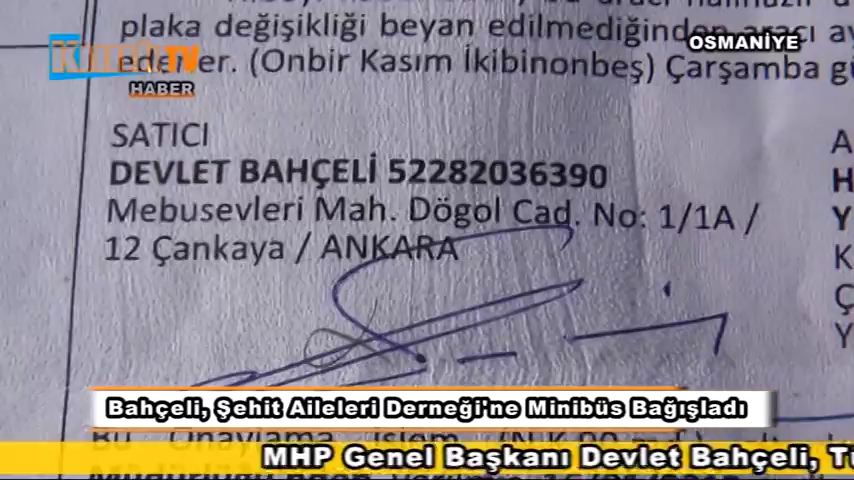 plaka değişikliği beyan edilmediğinden aracı
OSMANİYE
TV
HABER
ederler. (Onbir Kasım İkibinonbeş) Çarşamba
SATICI
DEVLET BAHÇELİ 52282036390
Mebusevleri Mah. Dögol Cad. No: 1/1A /
12 Çankaya / ANKARA
Bahçeli, Şehit Aileleri Derneği'ne Minibüs Bağışladı
MHP Genel Başkanı Devlet Bahçeli,